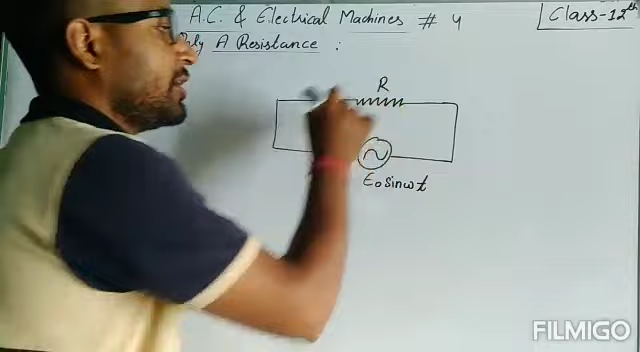 A.C. & Electrical Machines # 4
Class-12th
Only A Resistance :
R
E₀ sinωt
FILMIGO